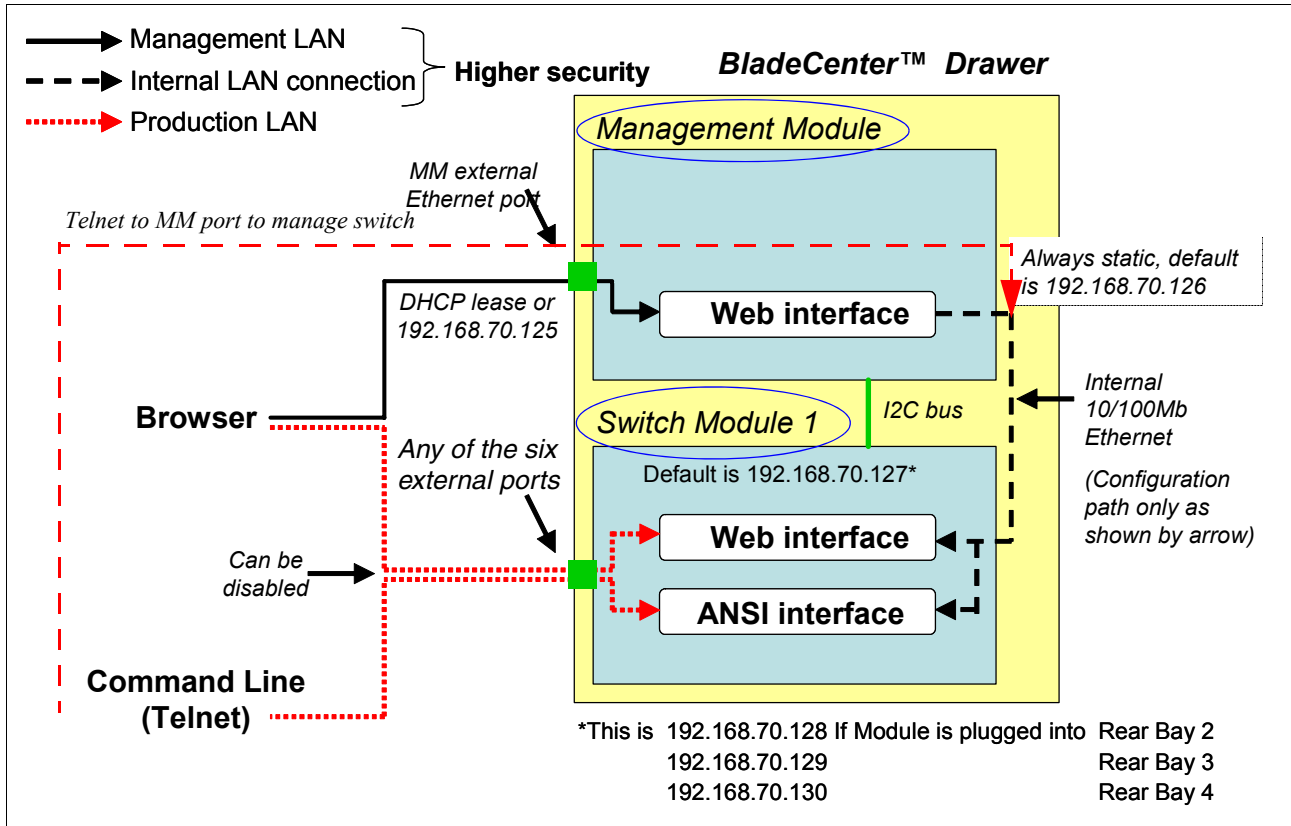 Management LAN
Internal LAN connection
Production LAN
Higher security
BladeCenter™ Drawer
Management Module
MM external
Ethernet port
Telnet to MM port to manage switch
Always static, default
is 192.168.70.126
DHCP lease or
192.168.70.125
Web interface
Browser
Internal
10/100Mb
Ethernet
(Configuration
path only as
shown by arrow)
I2C bus
Switch Module 1
Any of the six
external ports
Default is 192.168.70.127*
Web interface
Can be
disabled
ANSI interface
Command Line
(Telnet)
*This is 192.168.70.128 If Module is plugged into Rear Bay 2
192.168.70.129 Rear Bay 3
192.168.70.130 Rear Bay 4